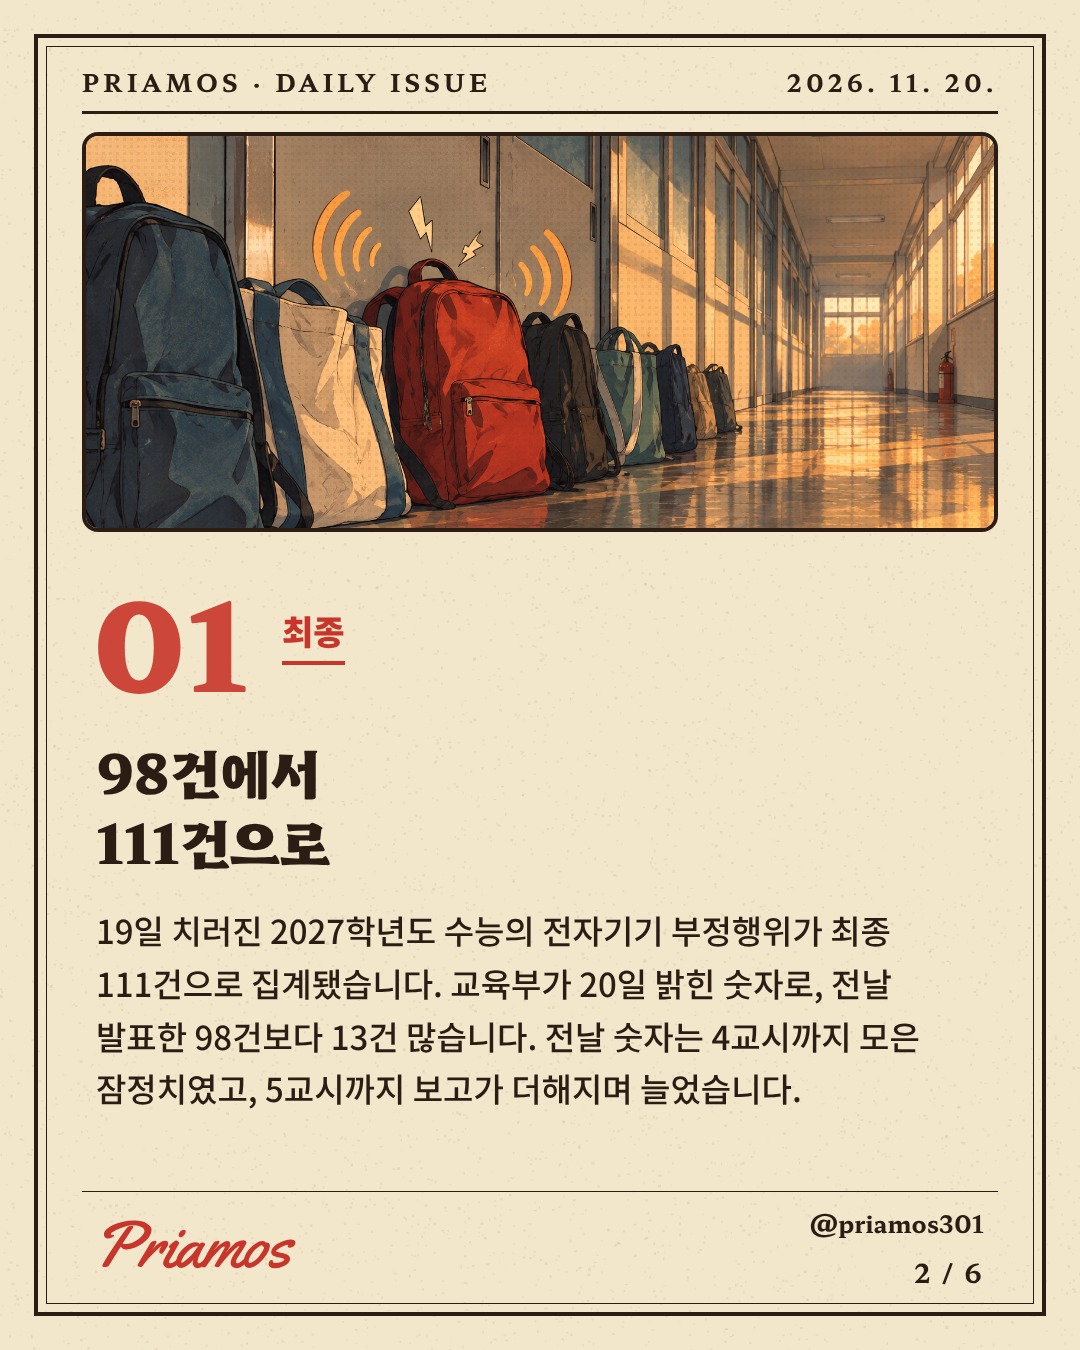 PRIAMOS · DAILY ISSUE
2026. 11. 20.
01
최종
98건에서
111건으로
19일 치러진 2027학년도 수능의 전자기기 부정행위가 최종
111건으로 집계됐습니다. 교육부가 20일 밝힌 숫자로, 전날
발표한 98건보다 13건 많습니다. 전날 숫자는 4교시까지 모은
잠정치였고, 5교시까지 보고가 더해지며 늘었습니다.
Priamos
@priamos301
2 / 6